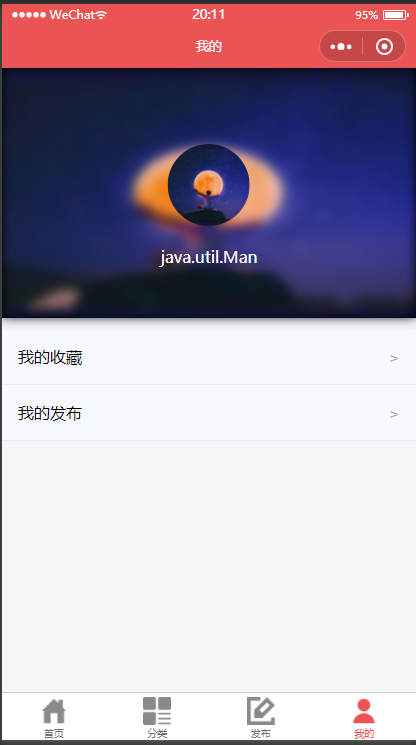 WeChat 20:11 95%
我的
java.util.Man
我的收藏 >
我的发布 >
首页 分类 发布 我的